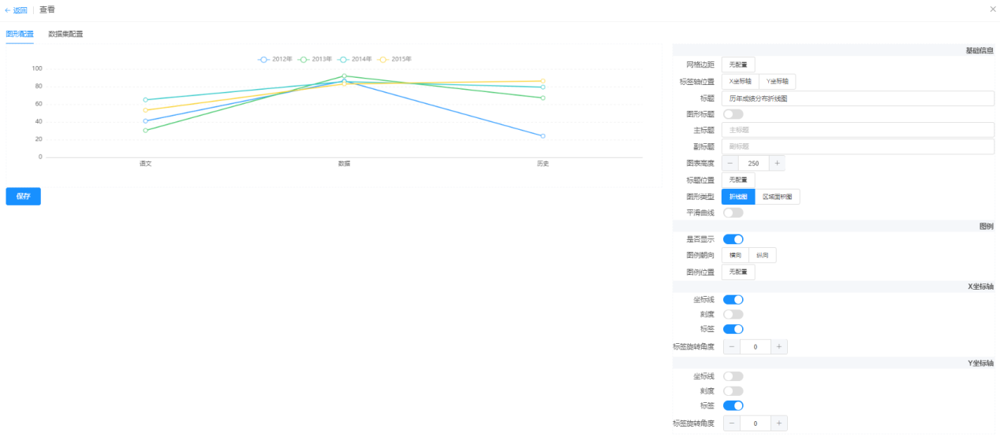 ← 返回 查看 ×
图形配置 数据集配置
2012年 2013年 2014年 2015年
100
80
60
40
20
0
语文 数据 历史
保存
基础信息
网格边距 无配置
标签轴位置 X坐标轴 Y坐标轴
标题 历年成绩分布折线图
图形标题
主标题 主标题
副标题 副标题
图表高度 − 250 +
标题位置 无配置
图形类型 折线图 区域面积图
平滑曲线
图例
是否显示
图例朝向 横向 纵向
图例位置 无配置
X坐标轴
坐标线
刻度
标签
标签旋转角度 − 0 +
Y坐标轴
坐标线
刻度
标签
标签旋转角度 − 0 +